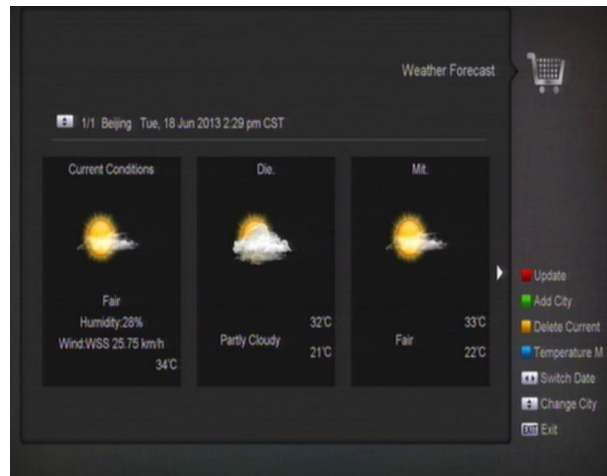 Weather Forecast
1/1 Beijing Tue, 18 Jun 2013 2:29 pm CST
Current Conditions
Fair
Humidity:28%
Wind:WSS 25.75 km/h
34°C
Die.
32°C
Partly Cloudy
21°C
Mit.
33°C
Fair
22°C
Update
Add City
Delete Current
Temperature M
Switch Date
Change City
EXIT Exit